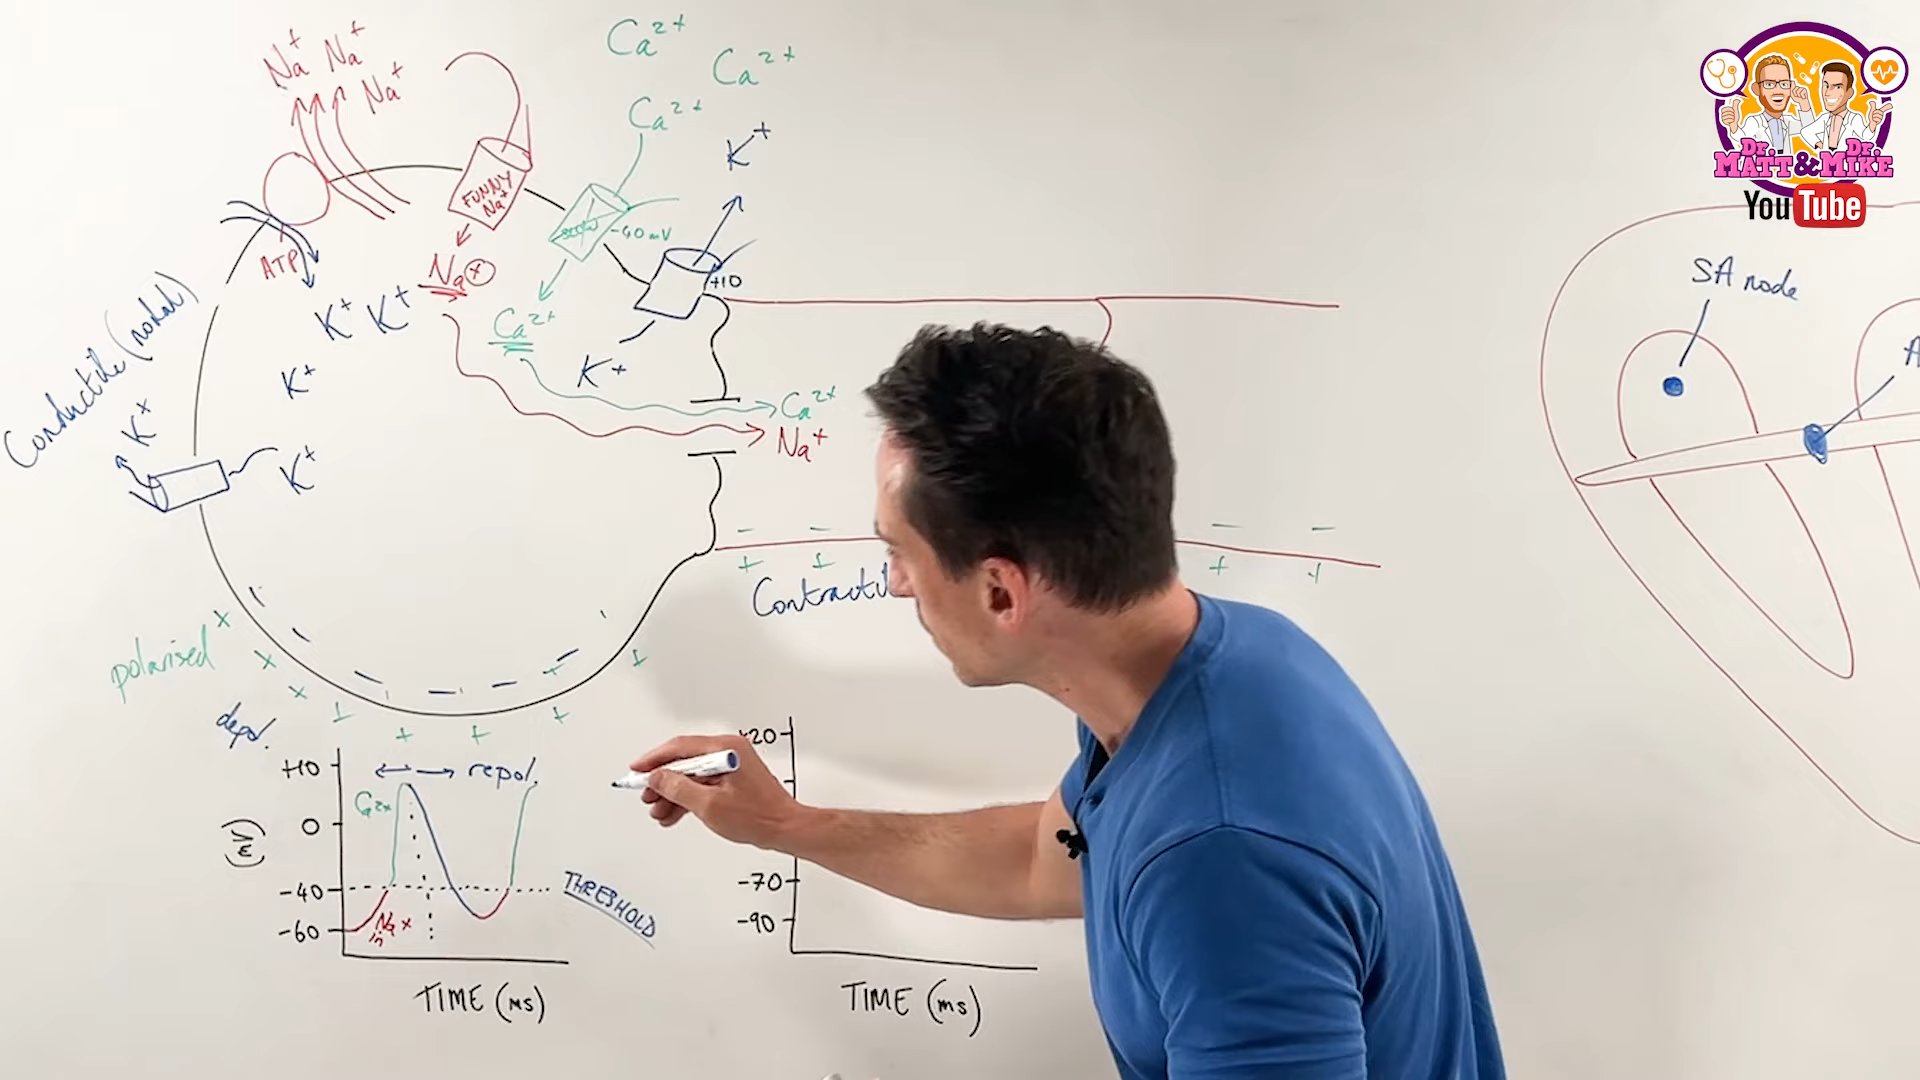 Na+ Na+
Na+
Ca2+
Ca2+
Ca2+
K+
FUNNY
Na+
SLOW
-40mV
+10
ATP
Na+
K+ K+
Ca2+
K+
K+
K+
K+
Ca2+
Na+
Conductile (nodal)
polarised
depol.
repol.
+10
0
-40
-60
(mV)
Ca2+
Na+
in
THRESHOLD
TIME (ms)
+20
-70
-90
TIME (ms)
SA node
Dr. Dr.
MATT & MIKE
YouTube